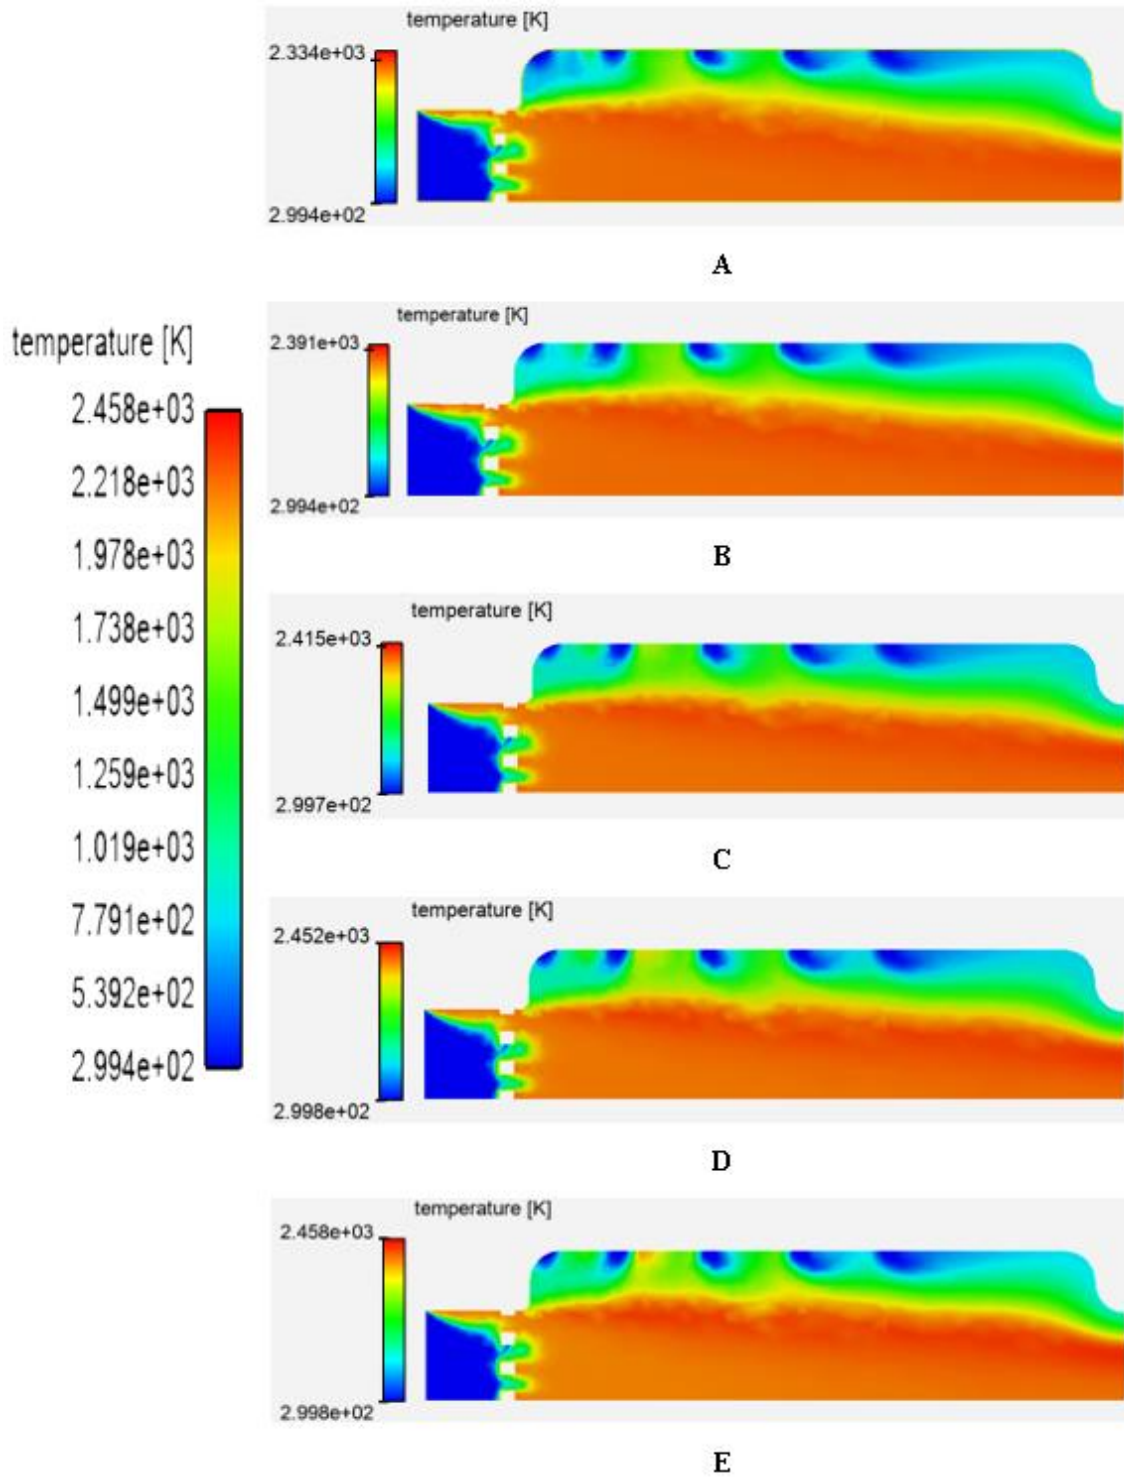 temperature [K]
2.334e+03
2.994e+02
A
temperature [K]
2.391e+03
2.994e+02
B
temperature [K]
2.458e+03
2.218e+03
1.978e+03
1.738e+03
1.499e+03
1.259e+03
1.019e+03
7.791e+02
5.392e+02
2.994e+02
temperature [K]
2.415e+03
2.997e+02
C
temperature [K]
2.452e+03
2.998e+02
D
temperature [K]
2.458e+03
2.998e+02
E